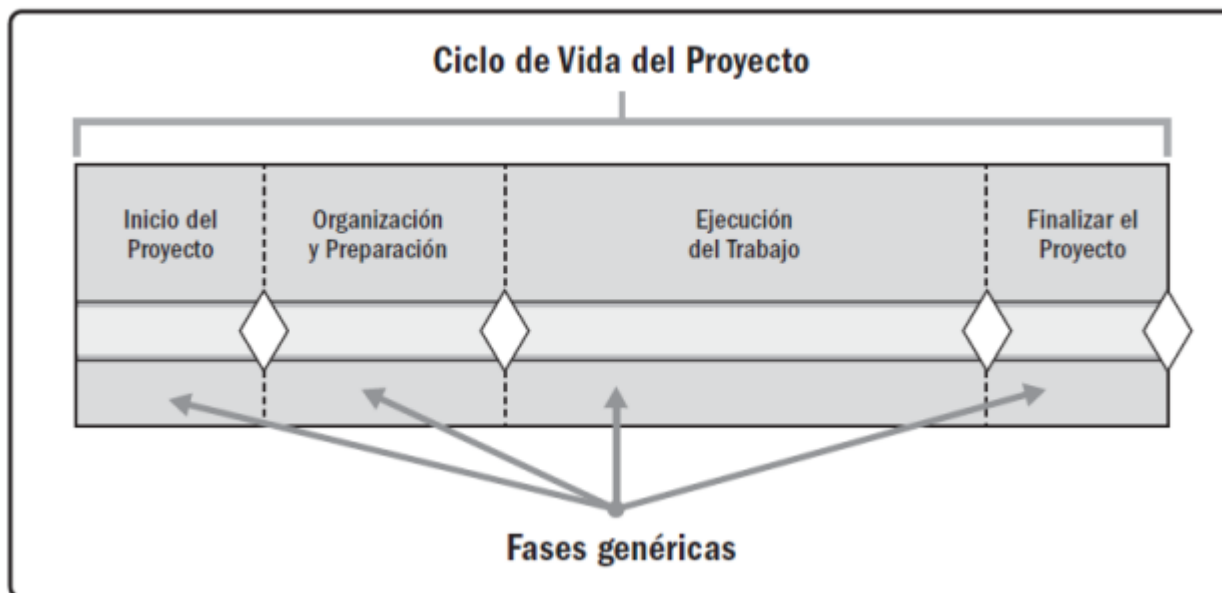 Ciclo de Vida del Proyecto
Inicio del
Proyecto
Organización
y Preparación
Ejecución
del Trabajo
Finalizar el
Proyecto
Fases genéricas